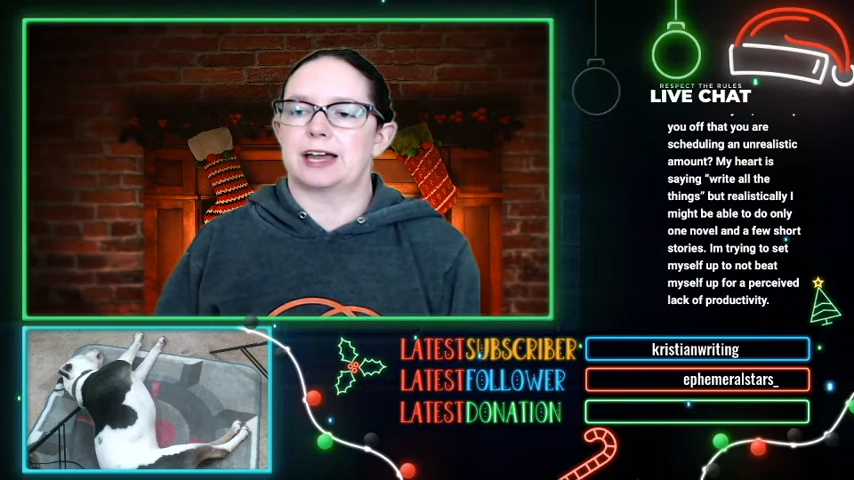 RESPECT THE RULES
LIVE CHAT
you off that you are
scheduling an unrealistic
amount? My heart is
saying "write all the
things" but realistically I
might be able to do only
one novel and a few short
stories. Im trying to set
myself up to not beat
myself up for a perceived
lack of productivity.
LATESTSUBSCRIBER kristianwriting
LATESTFOLLOWER ephemeralstars_
LATESTDONATION